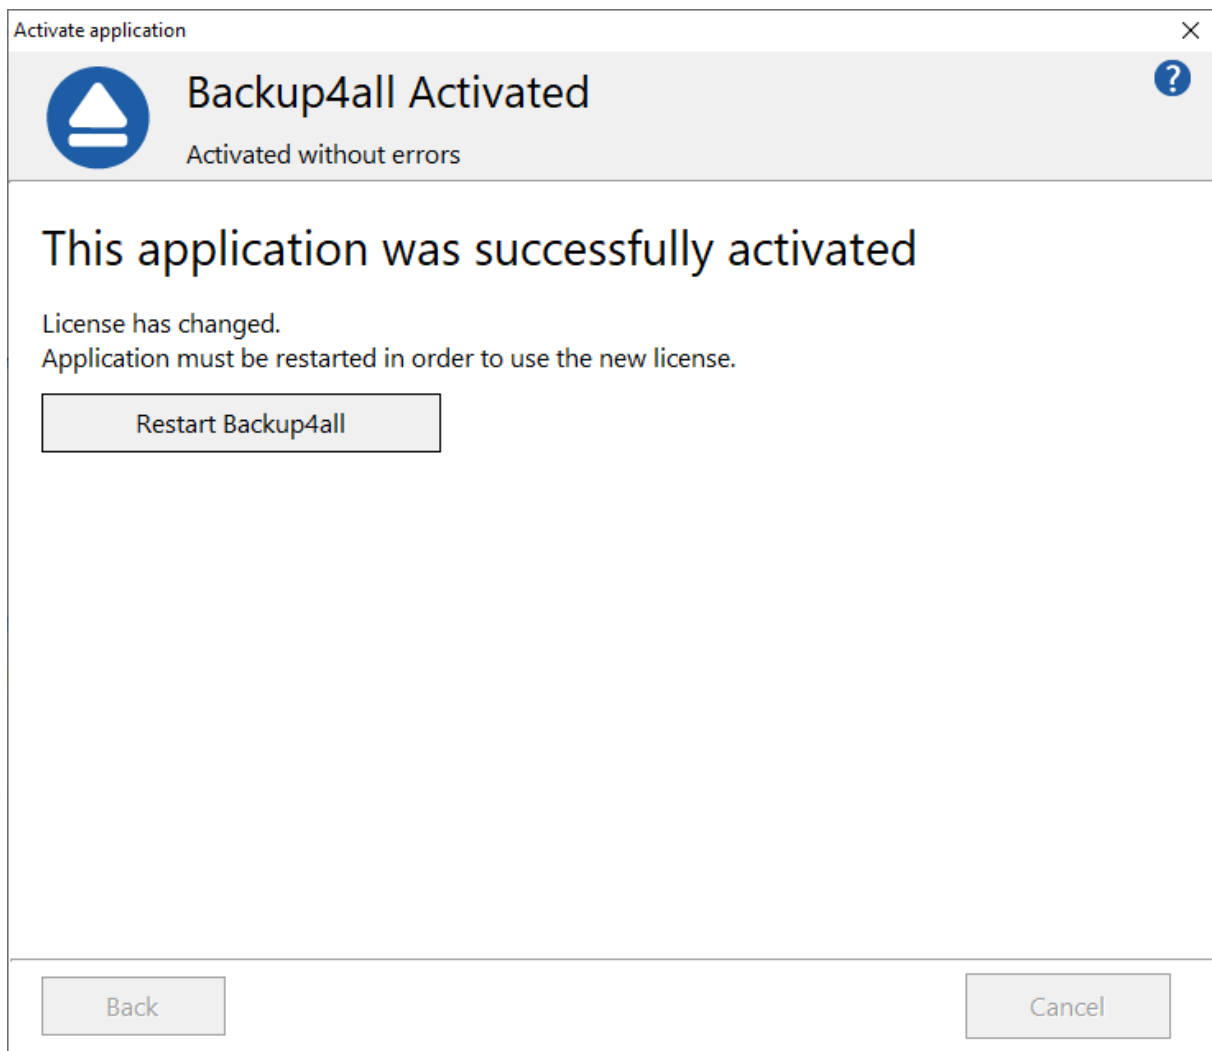 Activate application
Backup4all Activated
?
Activated without errors
This application was successfully activated
License has changed.
Application must be restarted in order to use the new license.
Restart Backup4all
Back
Cancel